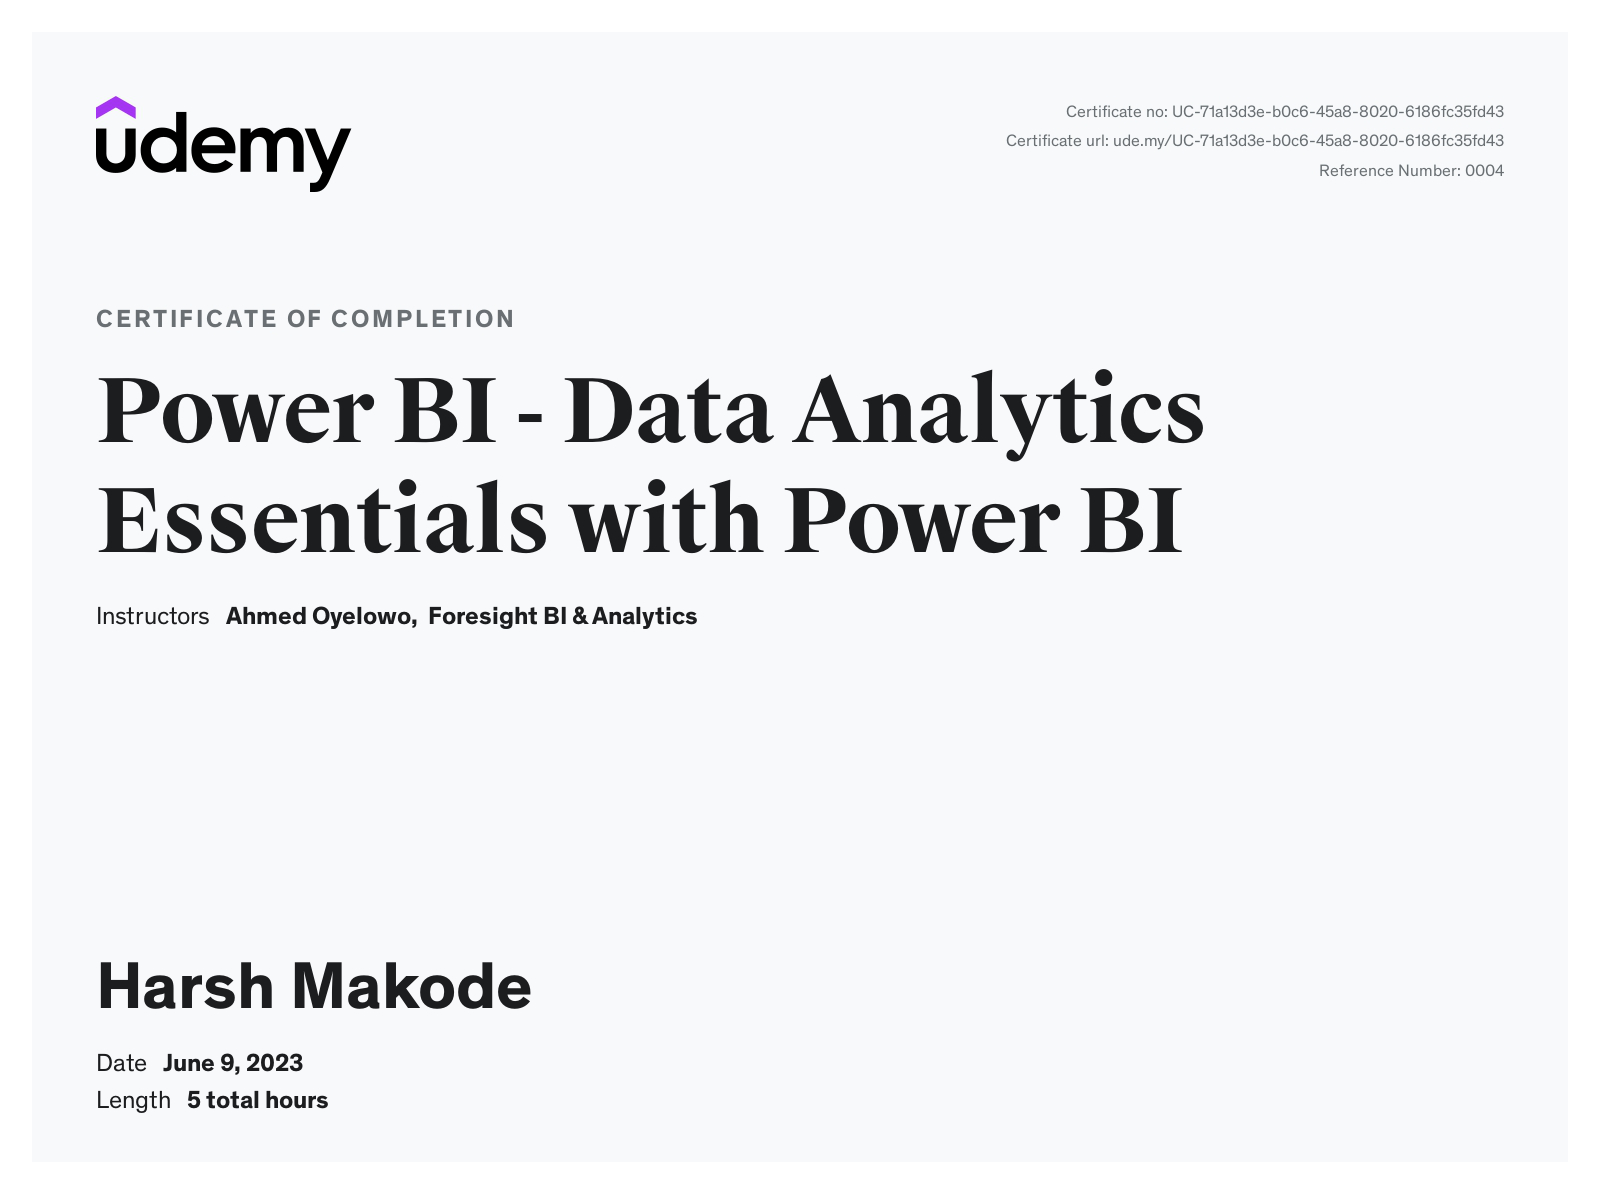 udemy
Certificate no: UC-71a13d3e-b0c6-45a8-8020-6186fc35fd43
Certificate url: ude.my/UC-71a13d3e-b0c6-45a8-8020-6186fc35fd43
Reference Number: 0004
CERTIFICATE OF COMPLETION
Power BI - Data Analytics
Essentials with Power BI
Instructors Ahmed Oyelowo, Foresight BI & Analytics
Harsh Makode
Date June 9, 2023
Length 5 total hours